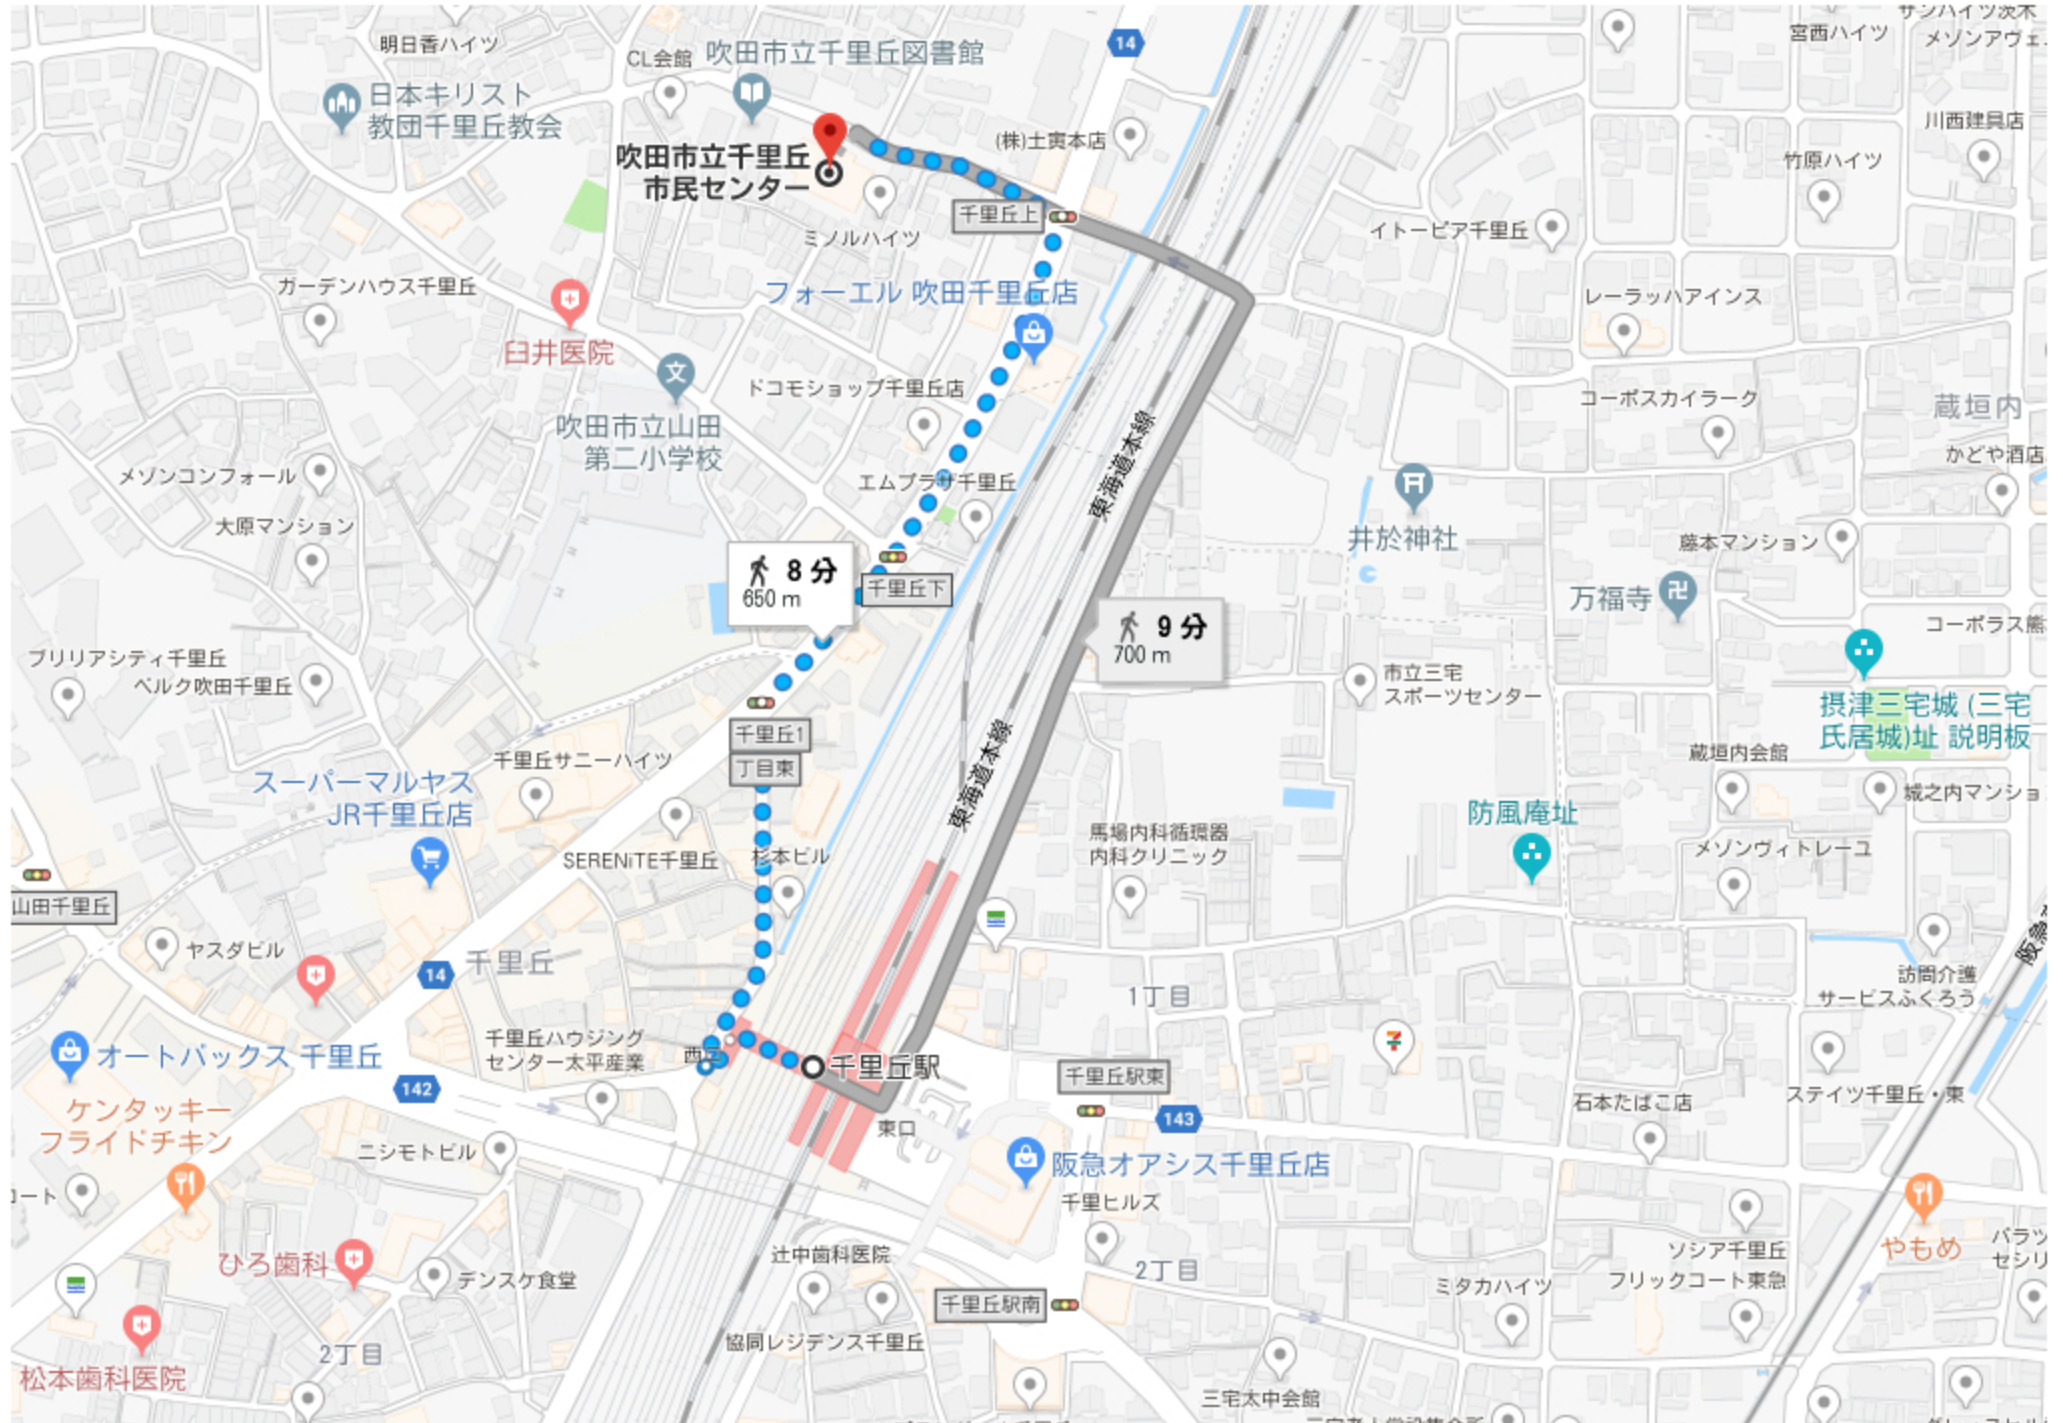 サンハイツ茨木
宮西ハイツ
メゾンアヴェ
明日香ハイツ
CL会館
吹田市立千里丘図書館
14
日本キリスト
教団千里丘教会
川西建具店
(株)土寅本店
竹原ハイツ
吹田市立千里丘
市民センター
千里丘上
ミノルハイツ
イトーピア千里丘
ガーデンハウス千里丘
フォーエル 吹田千里丘店
レーラッハアインス
臼井医院
文
ドコモショップ千里丘店
コーポスカイラーク
蔵垣内
吹田市立山田
第二小学校
東海道本線
かどや酒店
メゾンコンフォール
エムプラザ千里丘
大原マンション
井於神社
藤本マンション
8 分
650 m
千里丘下
万福寺
9 分
700 m
コーポラス熊
ブリリアシティ千里丘
ベルク吹田千里丘
市立三宅
スポーツセンター
摂津三宅城 (三宅
氏居城)址 説明板
千里丘1
丁目東
千里丘サニーハイツ
蔵垣内会館
東海道本線
スーパーマルヤス
JR千里丘店
城之内マンショ
防風庵址
馬場内科循環器
内科クリニック
SERENiTE千里丘
杉本ビル
メゾンヴィトレーユ
山田千里丘
ヤスダビル
14
千里丘
阪急
訪問介護
サービスふくろう
1丁目
7
千里丘ハウジング
センター太平産業
西口
オートバックス 千里丘
千里丘駅
千里丘駅東
142
ステイツ千里丘・東
石本たばこ店
143
東口
ケンタッキー
フライドチキン
ニシモトビル
阪急オアシス千里丘店
コート
千里ヒルズ
ひろ歯科
辻中歯科医院
2丁目
ソシア千里丘
やもめ
パラツ
セシリ
デンスケ食堂
ミタカハイツ
フリックコート東急
千里丘駅南
協同レジデンス千里丘
2丁目
松本歯科医院
三宅太中会館